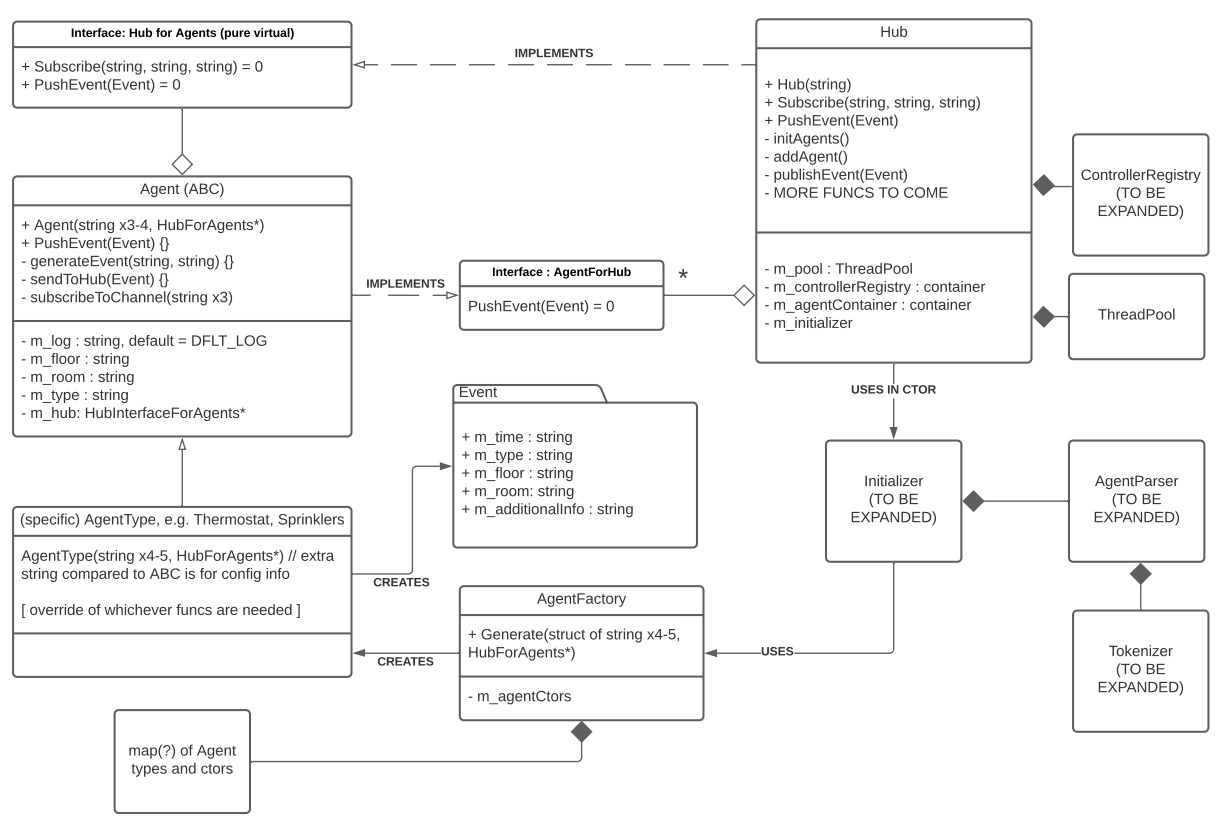 Interface: Hub for Agents (pure virtual)
+ Subscribe(string, string, string) = 0
+ PushEvent(Event) = 0
IMPLEMENTS
Hub
+ Hub(string)
+ Subscribe(string, string, string)
+ PushEvent(Event)
- initAgents()
- addAgent()
- publishEvent(Event)
- MORE FUNCS TO COME
- m_pool : ThreadPool
- m_controllerRegistry : container
- m_agentContainer : container
- m_initializer
ControllerRegistry
(TO BE
EXPANDED)
ThreadPool
Agent (ABC)
+ Agent(string x3-4, HubForAgents*)
+ PushEvent(Event) {}
- generateEvent(string, string) {}
- sendToHub(Event) {}
- subscribeToChannel(string x3)
- m_log : string, default = DFLT_LOG
- m_floor : string
- m_room : string
- m_type : string
- m_hub: HubInterfaceForAgents*
IMPLEMENTS
Interface : AgentForHub
PushEvent(Event) = 0
*
USES IN CTOR
Event
+ m_time : string
+ m_type : string
+ m_floor : string
+ m_room: string
+ m_additionalInfo : string
Initializer
(TO BE
EXPANDED)
AgentParser
(TO BE
EXPANDED)
Tokenizer
(TO BE
EXPANDED)
(specific) AgentType, e.g. Thermostat, Sprinklers
AgentType(string x4-5, HubForAgents*) // extra
string compared to ABC is for config info
[ override of whichever funcs are needed ]
CREATES
CREATES
AgentFactory
+ Generate(struct of string x4-5,
HubForAgents*)
- m_agentCtors
USES
map(?) of Agent
types and ctors